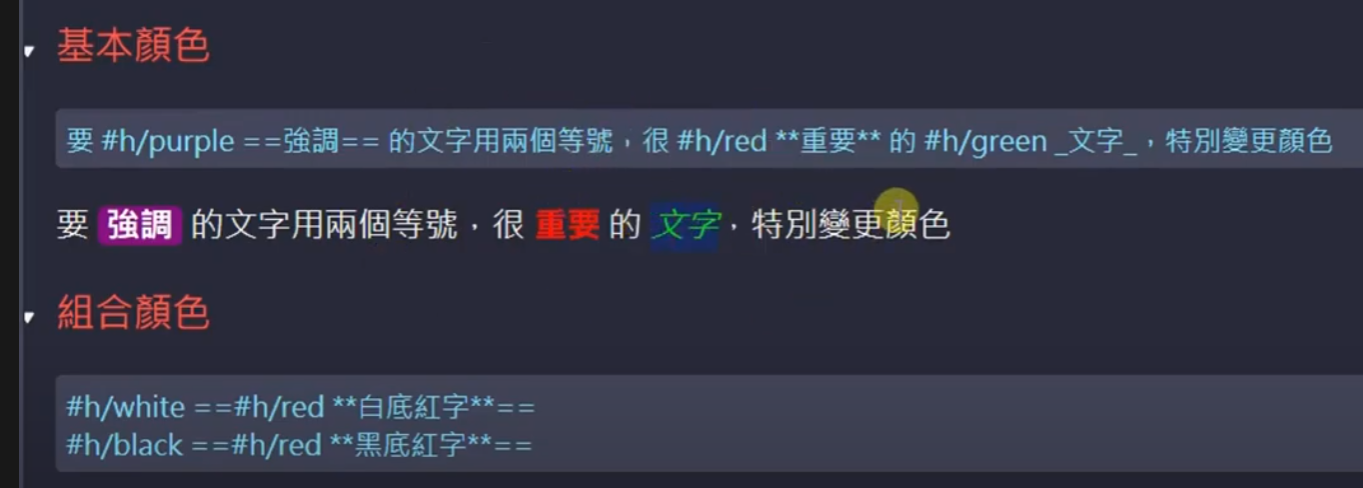 基本顏色
要 #h/purple ==強調== 的文字用兩個等號，很 #h/red **重要** 的 #h/green _文字_，特別變更顏色
要 強調 的文字用兩個等號，很 重要 的 文字，特別變更顏色
組合顏色
#h/white ==#h/red **白底紅字**==
#h/black ==#h/red **黑底紅字**==